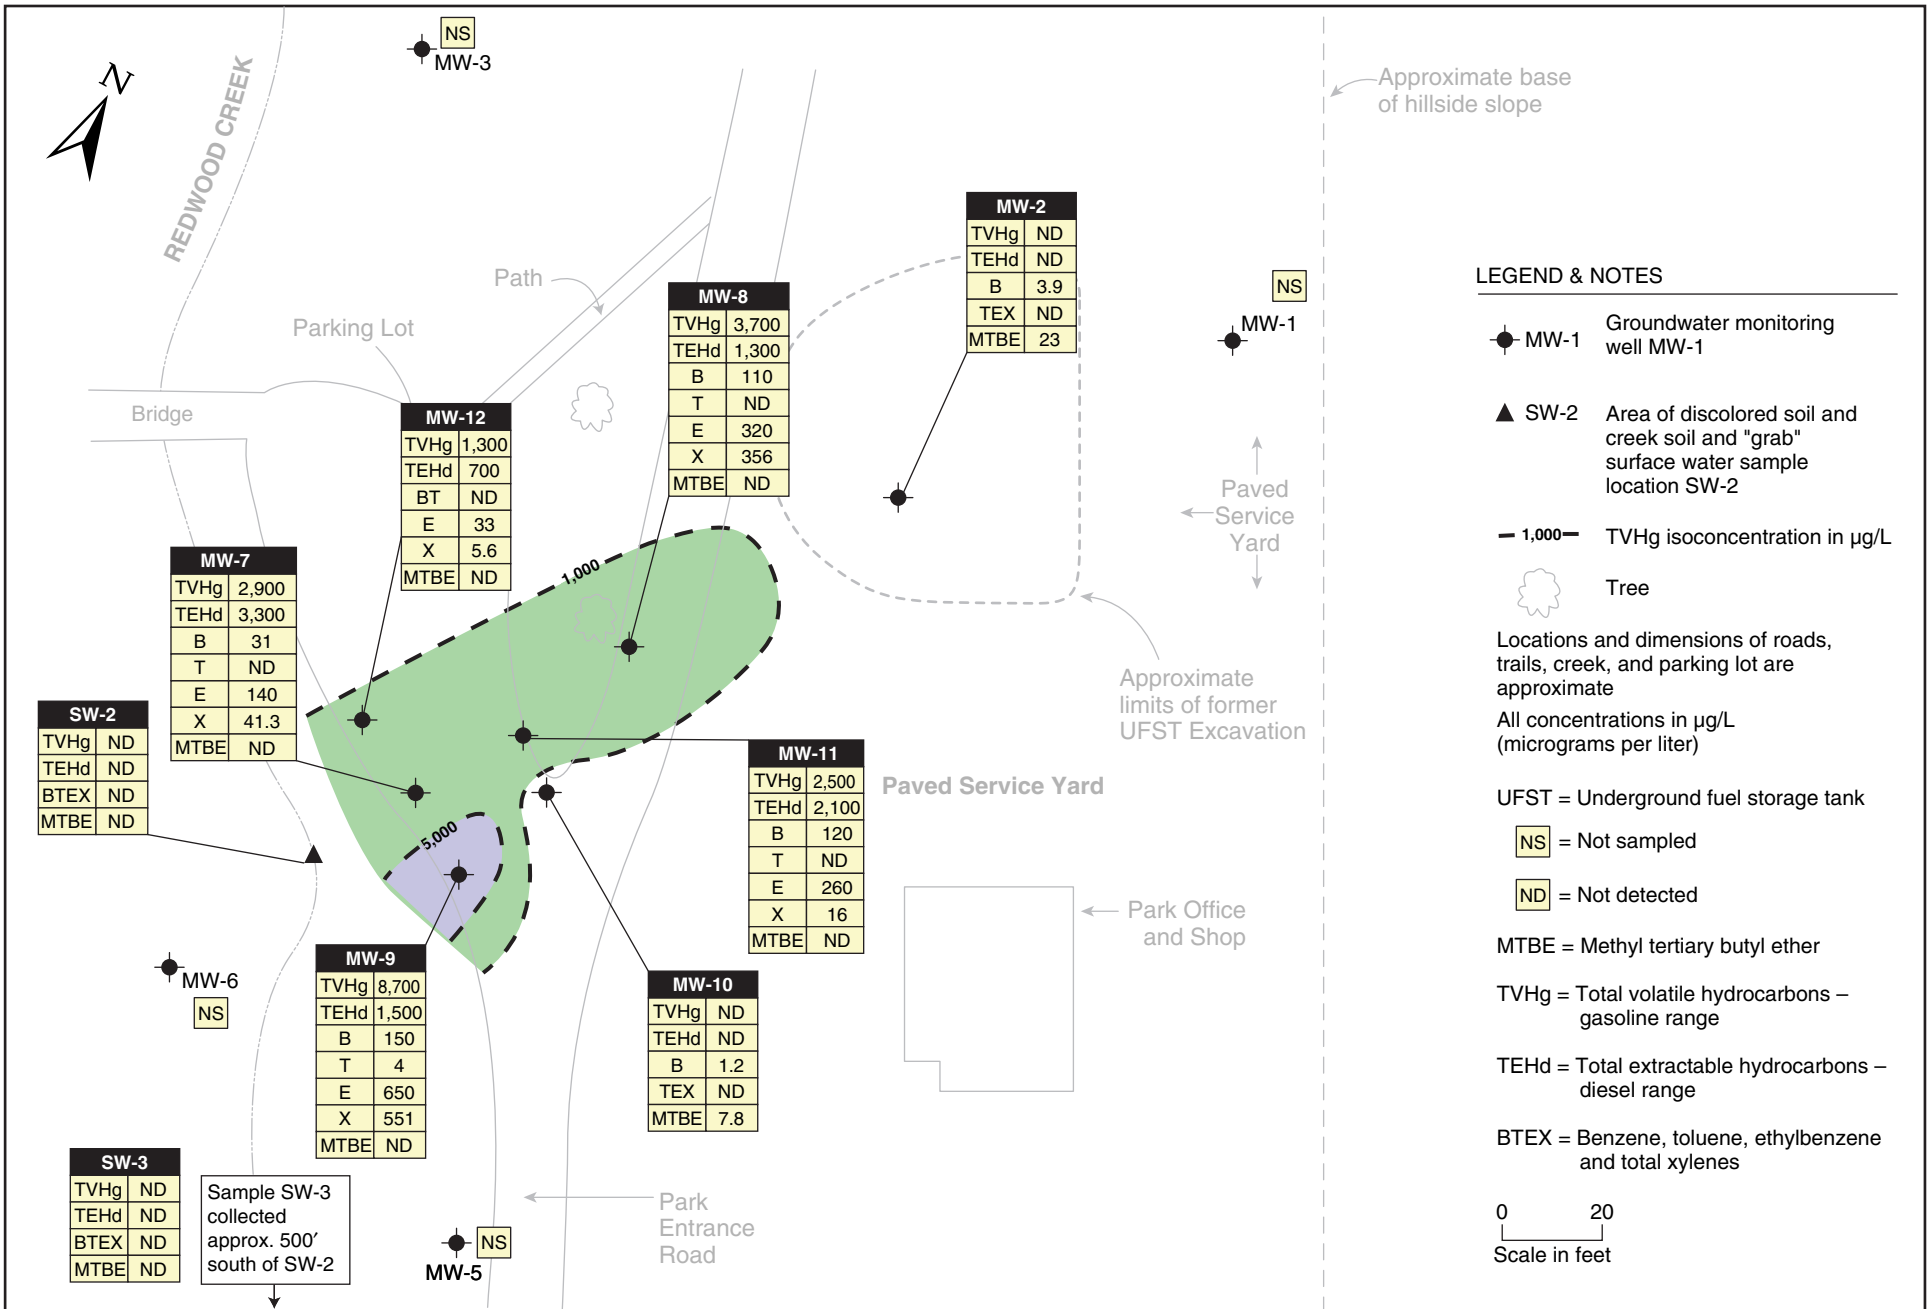 N
REDWOOD CREEK
NS
MW-3
Approximate base
of hillside slope
Path
Parking Lot
Bridge
MW-2
TVHg ND
TEHd ND
B 3.9
TEX ND
MTBE 23
NS
MW-1
MW-8
TVHg 3,700
TEHd 1,300
B 110
T ND
E 320
X 356
MTBE ND
MW-12
TVHg 1,300
TEHd 700
BT ND
E 33
X 5.6
MTBE ND
Paved
Service
Yard
MW-7
TVHg 2,900
TEHd 3,300
B 31
T ND
E 140
X 41.3
MTBE ND
1,000
5,000
Approximate
limits of former
UFST Excavation
SW-2
TVHg ND
TEHd ND
BTEX ND
MTBE ND
MW-11
TVHg 2,500
TEHd 2,100
B 120
T ND
E 260
X 16
MTBE ND
Paved Service Yard
Park Office
and Shop
MW-6
NS
MW-9
TVHg 8,700
TEHd 1,500
B 150
T 4
E 650
X 551
MTBE ND
MW-10
TVHg ND
TEHd ND
B 1.2
TEX ND
MTBE 7.8
SW-3
TVHg ND
TEHd ND
BTEX ND
MTBE ND
Sample SW-3
collected
approx. 500′
south of SW-2
NS
MW-5
Park
Entrance
Road
LEGEND & NOTES
MW-1 Groundwater monitoring
well MW-1
SW-2 Area of discolored soil and
creek soil and "grab"
surface water sample
location SW-2
1,000 TVHg isoconcentration in µg/L
Tree
Locations and dimensions of roads,
trails, creek, and parking lot are
approximate
All concentrations in µg/L
(micrograms per liter)
UFST = Underground fuel storage tank
NS = Not sampled
ND = Not detected
MTBE = Methyl tertiary butyl ether
TVHg = Total volatile hydrocarbons –
gasoline range
TEHd = Total extractable hydrocarbons –
diesel range
BTEX = Benzene, toluene, ethylbenzene
and total xylenes
0 20
Scale in feet